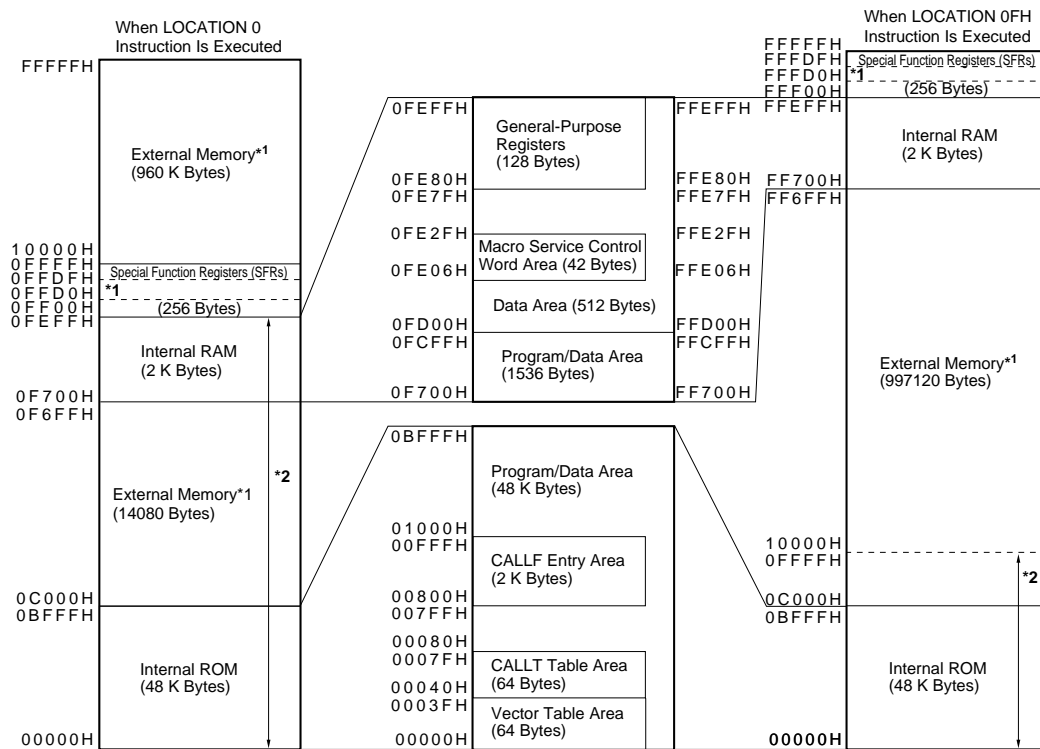 When LOCATION 0
Instruction Is Executed
FFFFFH
External Memory*1
(960 K Bytes)
10000H
0FFFFH
Special Function Registers (SFRs)
0FFDFH
*1
0FFD0H
0FF00H
(256 Bytes)
0FEFFH
Internal RAM
(2 K Bytes)
0F700H
0F6FFH
External Memory*1
(14080 Bytes)
*2
0C000H
0BFFFH
Internal ROM
(48 K Bytes)
00000H
0FEFFH
General-Purpose
Registers
(128 Bytes)
FFEFFH
0FE80H
FFE80H
0FE7FH
FFE7FH
0FE2FH
FFE2FH
Macro Service Control
Word Area (42 Bytes)
0FE06H
FFE06H
Data Area (512 Bytes)
0FD00H
FFD00H
0FCFFH
FFCFFH
Program/Data Area
(1536 Bytes)
0F700H
FF700H
0BFFFH
Program/Data Area
(48 K Bytes)
01000H
00FFFH
CALLF Entry Area
(2 K Bytes)
00800H
007FFH
00080H
0007FH
CALLT Table Area
(64 Bytes)
00040H
0003FH
Vector Table Area
(64 Bytes)
00000H
When LOCATION 0FH
Instruction Is Executed
FFFFFH
Special Function Registers (SFRs)
FFFDFH
*1
FFFD0H
FFF00H
(256 Bytes)
FFEFFH
Internal RAM
(2 K Bytes)
FF700H
FF6FFH
External Memory*1
(997120 Bytes)
10000H
0FFFFH
*2
0C000H
0BFFFH
Internal ROM
(48 K Bytes)
00000H